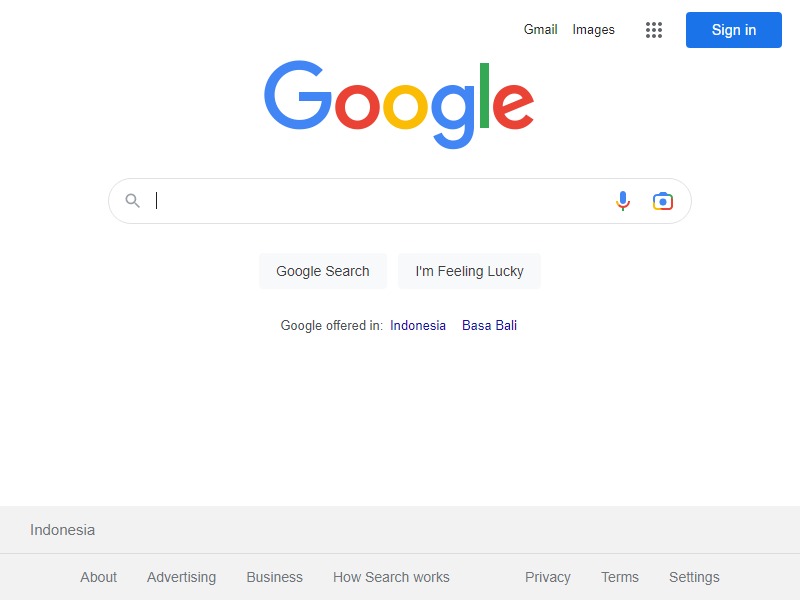 Gmail Images Sign in
Google
Google Search I'm Feeling Lucky
Google offered in: Indonesia Basa Bali
Indonesia
About Advertising Business How Search works Privacy Terms Settings